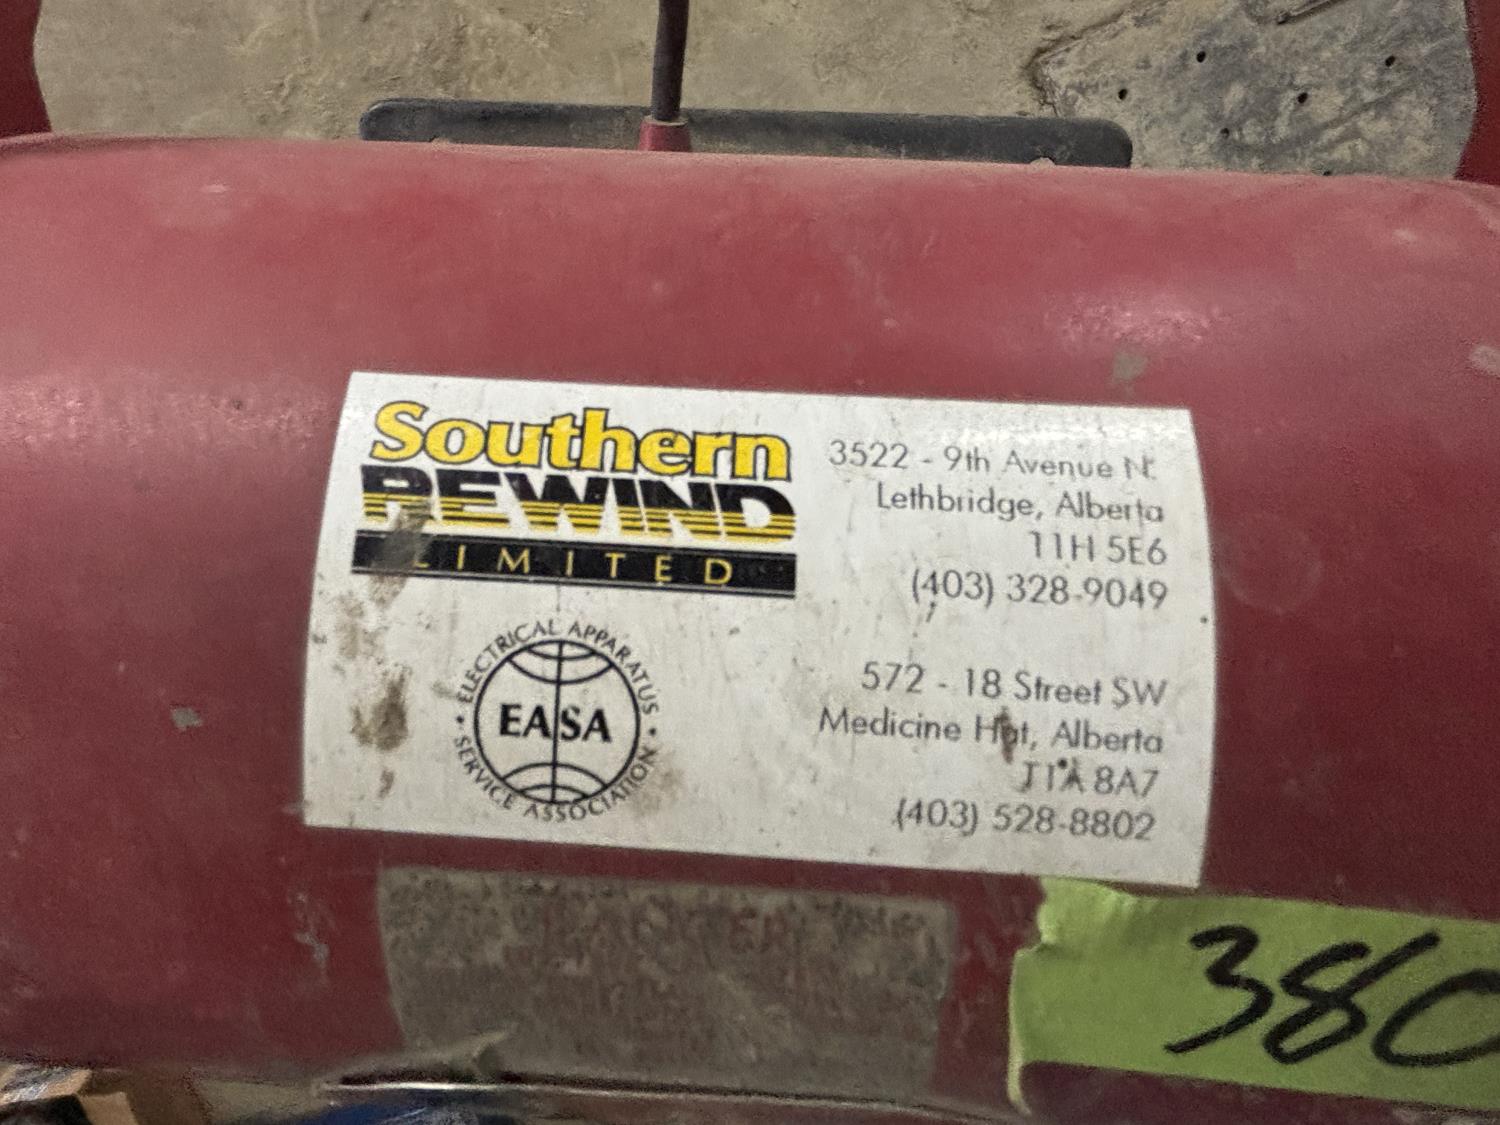 Southern
REWIND
LIMITED
ELECTRICAL APPARATUS
EASA
SERVICE ASSOCIATION
3522 - 9th Avenue N.
Lethbridge, Alberta
T1H 5E6
(403) 328-9049
572 - 18 Street SW
Medicine Hat, Alberta
T1A 8A7
(403) 528-8802
380